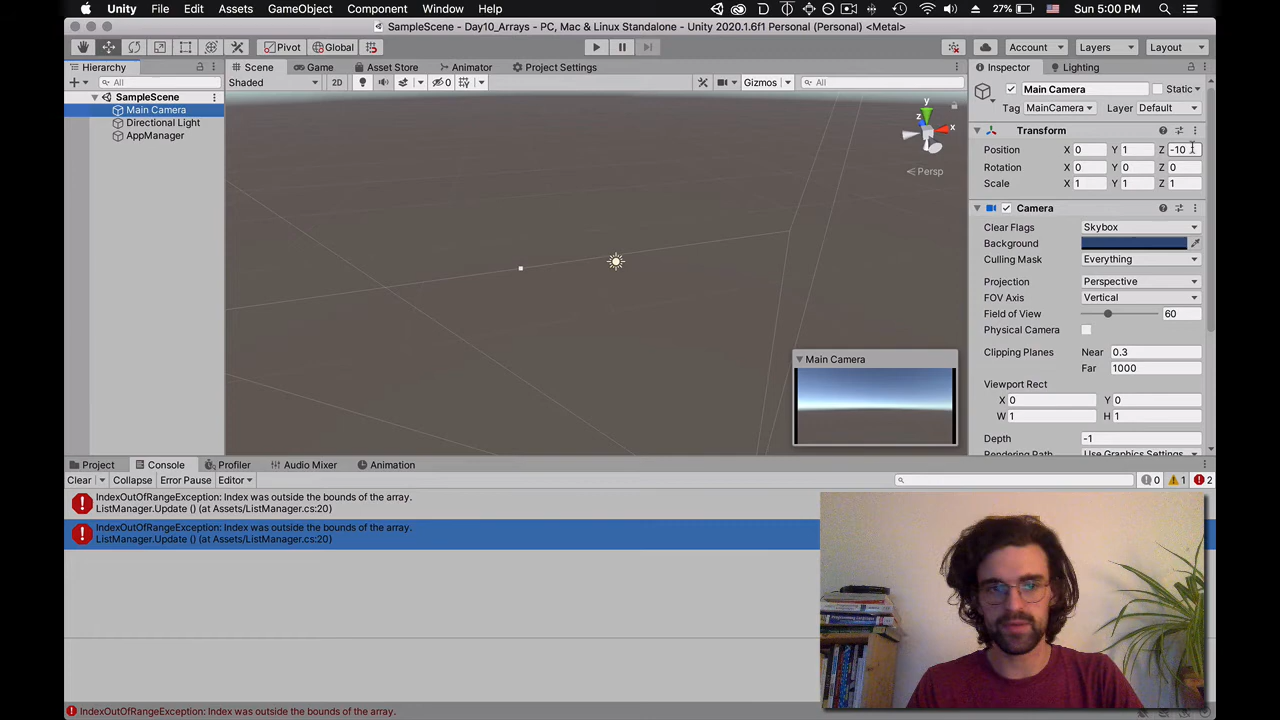 Unity File Edit Assets GameObject Component Window Help 27% Sun 5:00 PM
SampleScene - Day10_Arrays - PC, Mac & Linux Standalone - Unity 2020.1.6f1 Personal (Personal) <Metal>
Pivot Global Account Layers Layout
Hierarchy
All
SampleScene
Main Camera
Directional Light
AppManager
Scene Game Asset Store Animator Project Settings
Shaded 2D 0 Gizmos All
y
z x
Persp
Main Camera
Inspector Lighting
Main Camera Static
Tag MainCamera Layer Default
Transform
Position X 0 Y 1 Z -10
Rotation X 0 Y 0 Z 0
Scale X 1 Y 1 Z 1
Camera
Clear Flags Skybox
Background
Culling Mask Everything
Projection Perspective
FOV Axis Vertical
Field of View 60
Physical Camera
Clipping Planes Near 0.3
Far 1000
Viewport Rect
X 0 Y 0
W 1 H 1
Depth -1
Rendering Path Use Graphics Settings
Project Console Profiler Audio Mixer Animation
Clear Collapse Error Pause Editor 0 1 2
IndexOutOfRangeException: Index was outside the bounds of the array.
ListManager.Update () (at Assets/ListManager.cs:20)
IndexOutOfRangeException: Index was outside the bounds of the array.
ListManager.Update () (at Assets/ListManager.cs:20)
IndexOutOfRangeException: Index was outside the bounds of the array.